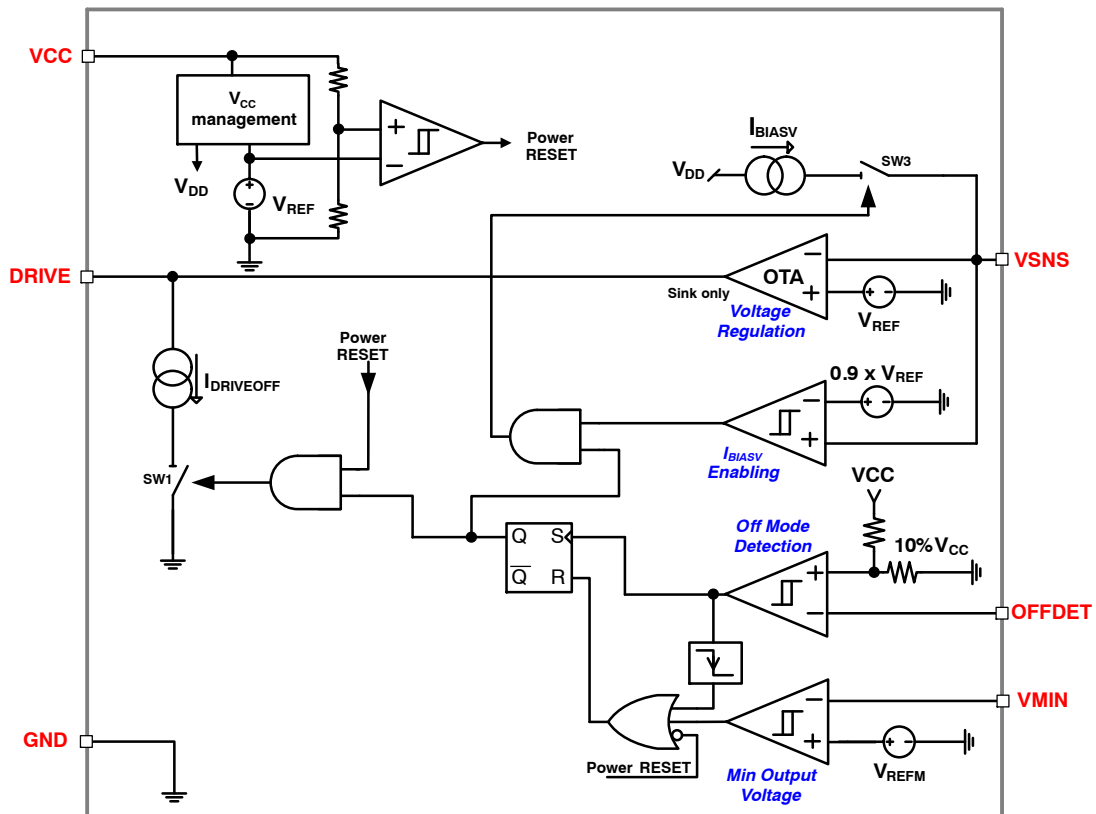 VCC
VCC
management
VDD
+
−
VREF
+
−
Power
RESET
IBIASV
VDD
SW3
DRIVE
VSNS
−
OTA
+
Sink only
Voltage
Regulation
+ -
VREF
Power
RESET
IDRIVEOFF
SW1
0.9 x VREF
−
+
+ -
IBIASV
Enabling
VCC
10% VCC
Off Mode
Detection
+
−
OFFDET
Q S
Q R
VMIN
−
+
+ -
VREFM
Min Output
Voltage
Power RESET
GND